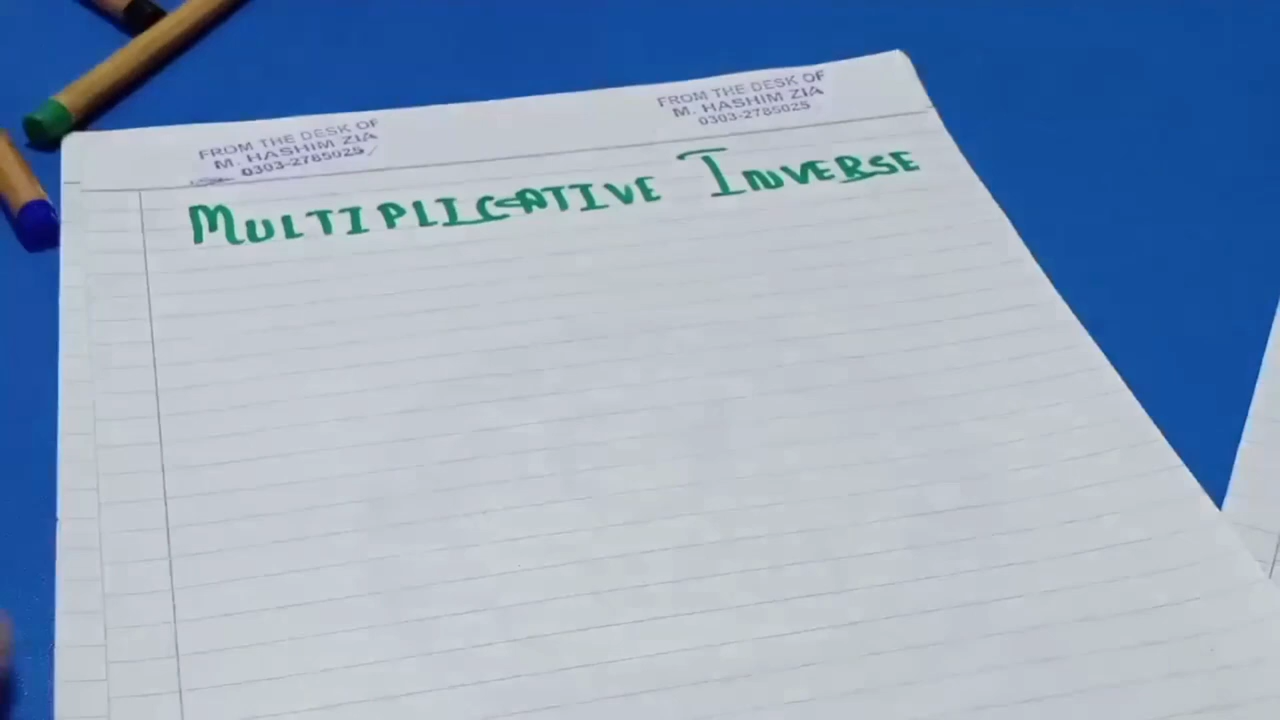 FROM THE DESK OF
M. HASHIM ZIA
0303-2785025
FROM THE DESK OF
M. HASHIM ZIA
0303-2785025
MULTIPLICATIVE INVERSE